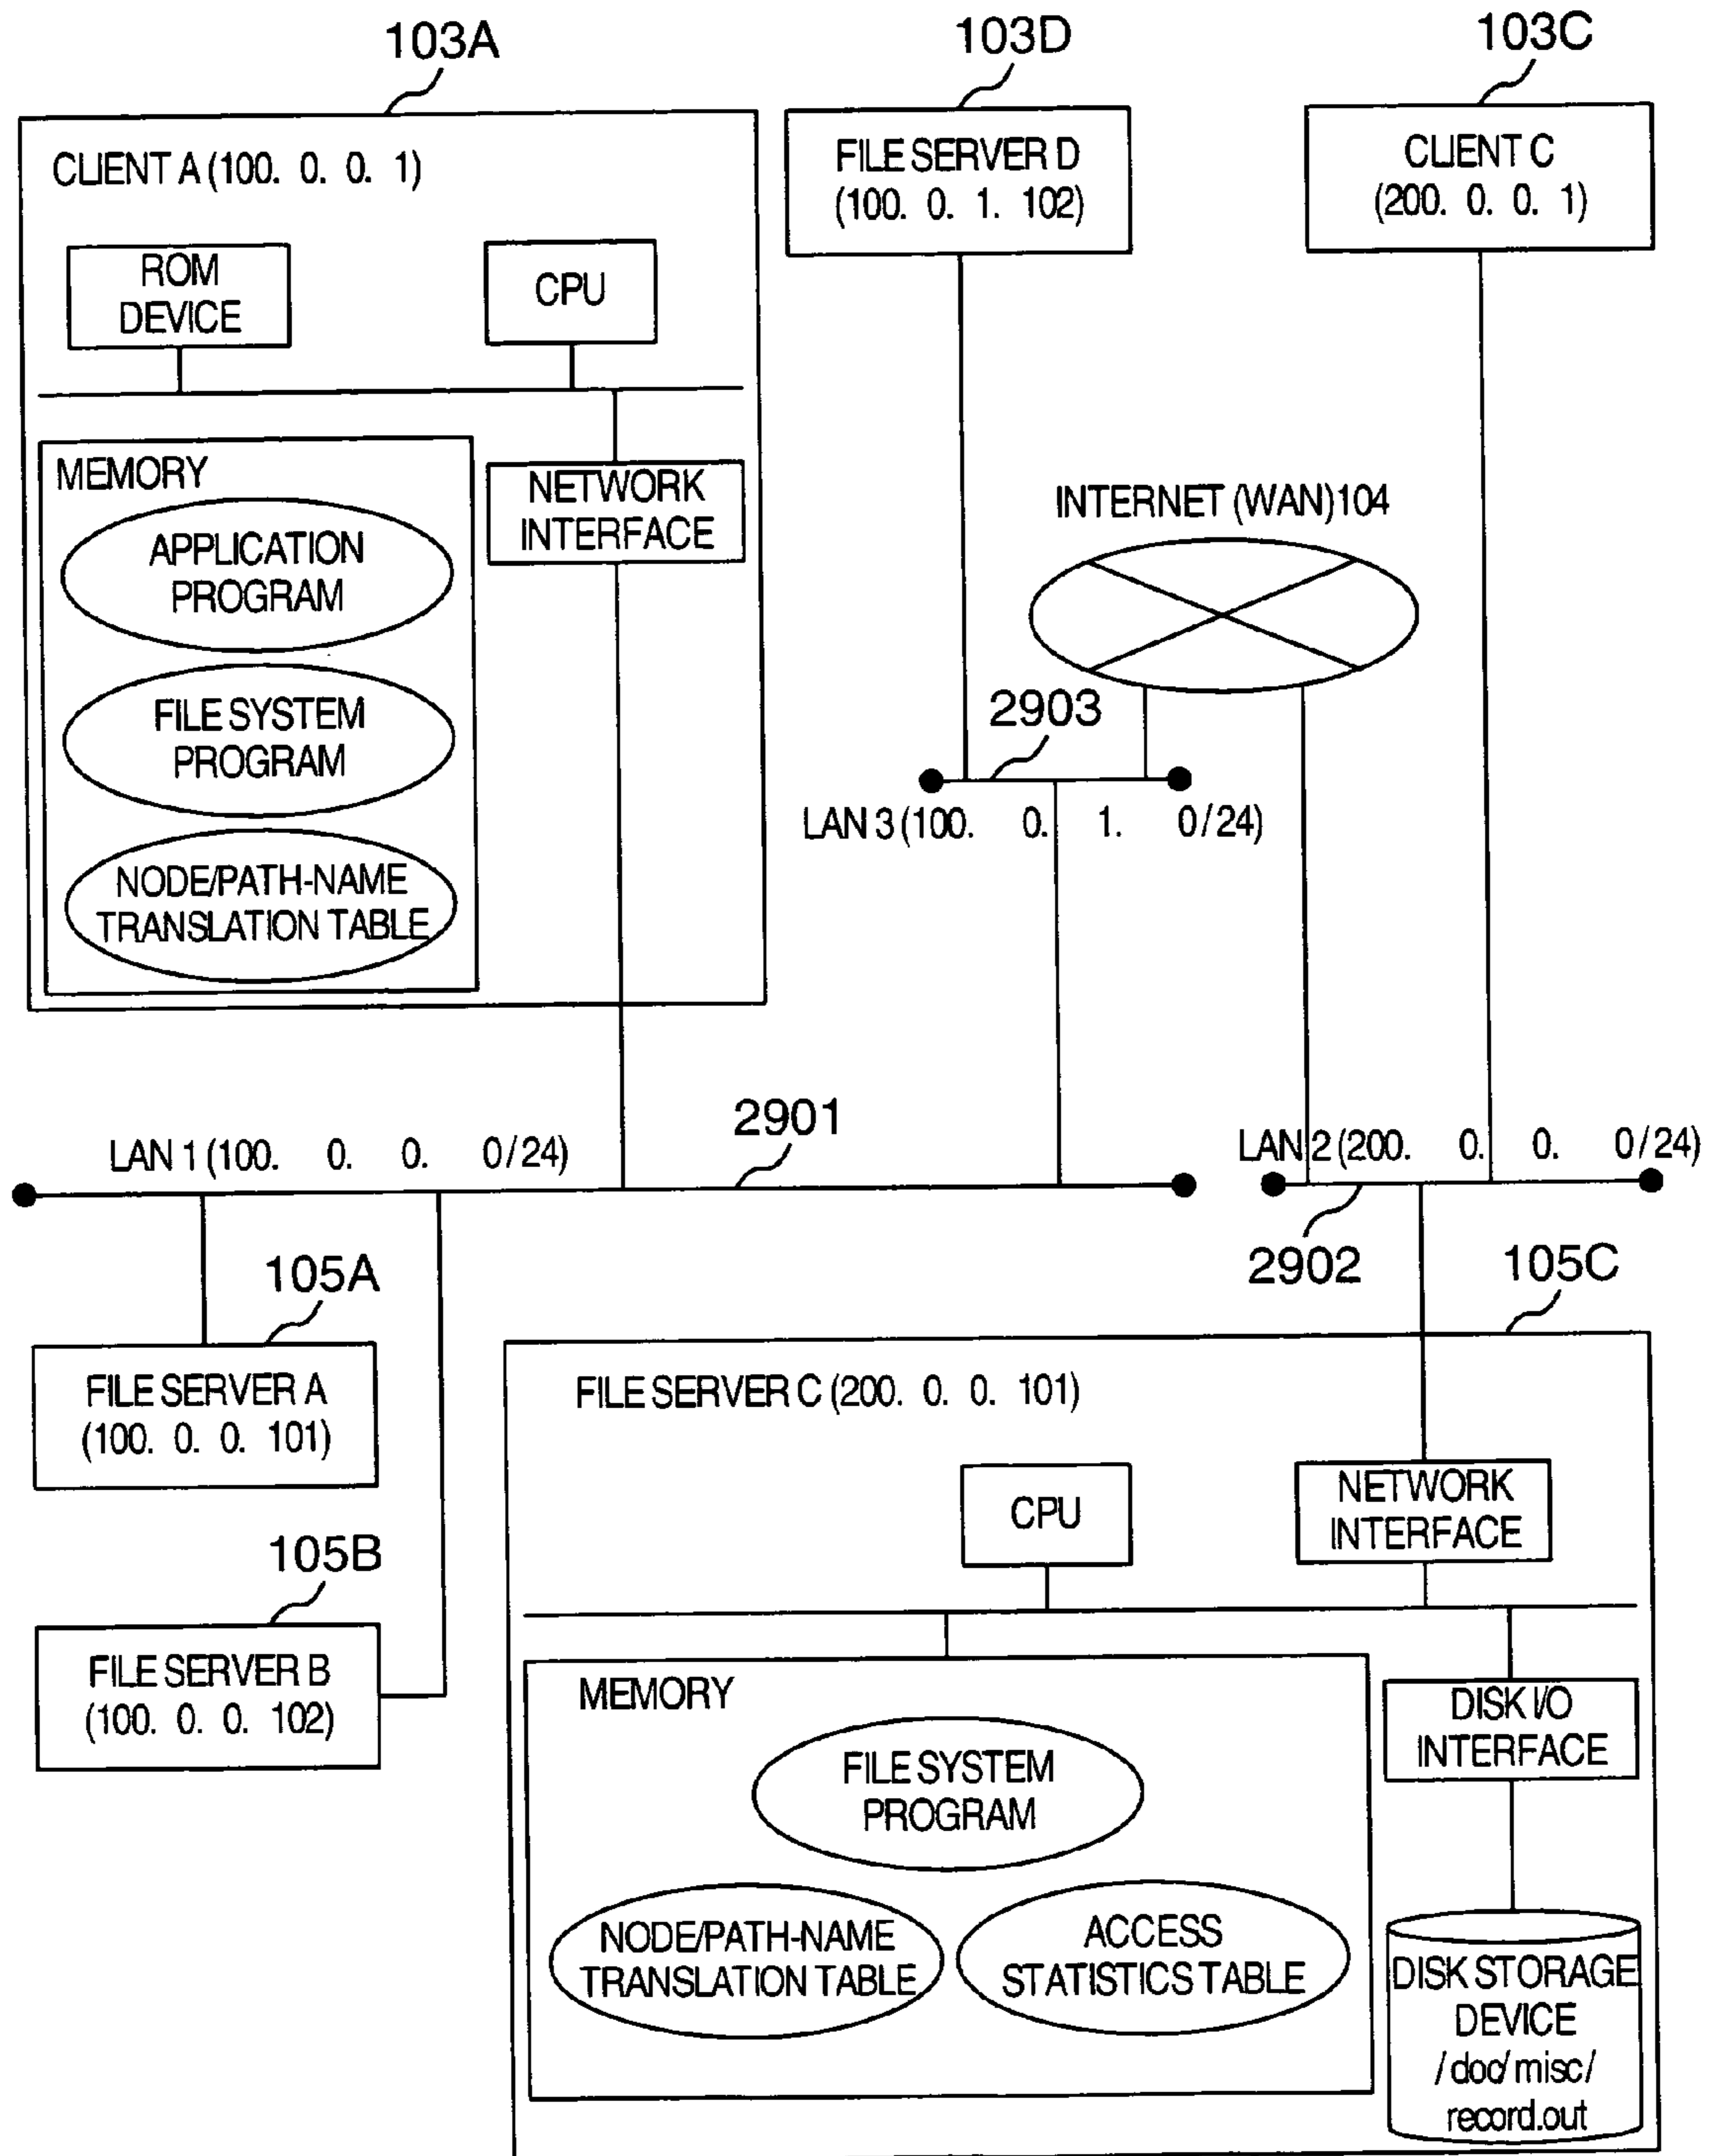 103A
103D
103C
CLIENT A (100. 0. 0. 1)
FILE SERVER D
(100. 0. 1. 102)
CLIENT C
(200. 0. 0. 1)
ROM
DEVICE
CPU
MEMORY
NETWORK
INTERFACE
APPLICATION
PROGRAM
FILE SYSTEM
PROGRAM
NODE/PATH-NAME
TRANSLATION TABLE
INTERNET (WAN)104
2903
LAN 3 (100. 0. 1. 0/24)
LAN 1 (100. 0. 0. 0/24)
2901
LAN 2 (200. 0. 0. 0/24)
2902
105A
105C
FILE SERVER A
(100. 0. 0. 101)
105B
FILE SERVER B
(100. 0. 0. 102)
FILE SERVER C (200. 0. 0. 101)
CPU
NETWORK
INTERFACE
MEMORY
FILE SYSTEM
PROGRAM
NODE/PATH-NAME
TRANSLATION TABLE
ACCESS
STATISTICS TABLE
DISK I/O
INTERFACE
DISK STORAGE
DEVICE
/doc/misc/
record.out